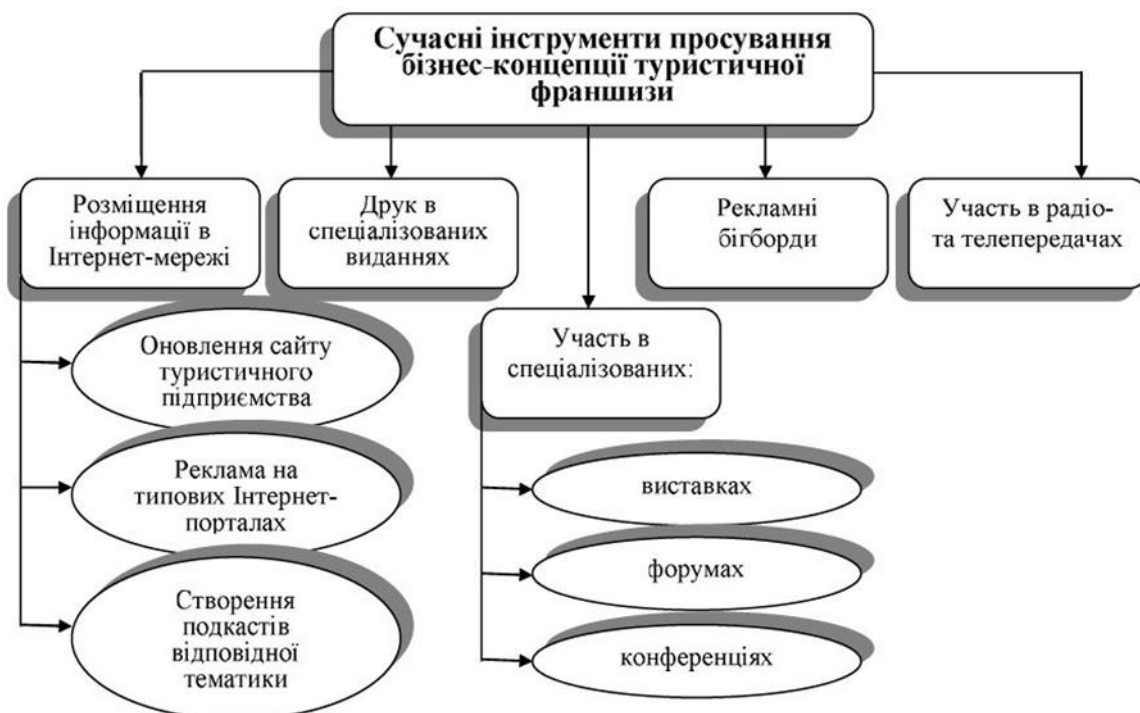 Сучасні інструменти просування
бізнес-концепції туристичної
франшизи
Розміщення
інформації в
Інтернет-мережі
Друк в
спеціалізованих
виданнях
Рекламні
бігборди
Участь в радіо-
та телепередачах
Оновлення сайту
туристичного
підприємства
Реклама на
типових Інтернет-
порталах
Створення
подкастів
відповідної
тематики
Участь в
спеціалізованих:
виставках
форумах
конференціях